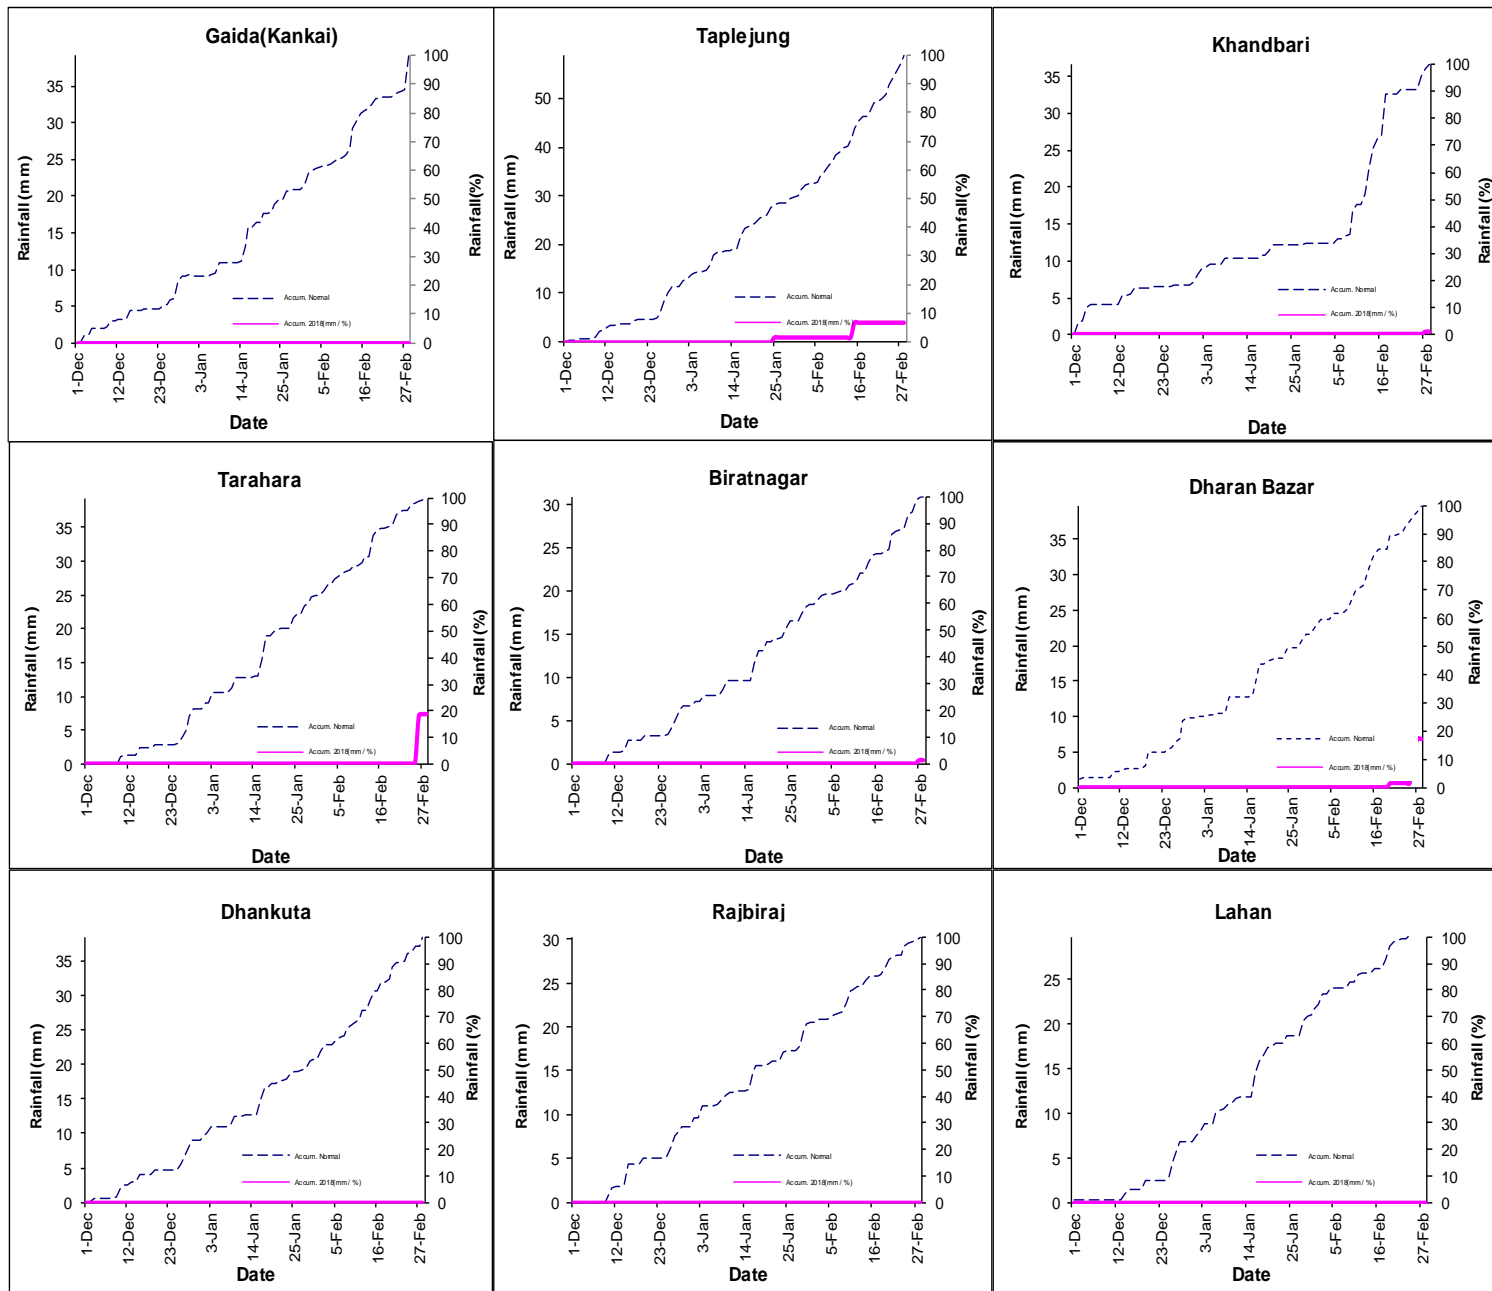 Gaida(Kankai)
Rainfall (mm)
35
30
25
20
15
10
5
0
100
90
80
70
60
50
40
30
20
10
0
Rainfall(%)
Accum. Normal
Accum. 2018(mm / %)
1-Dec
12-Dec
23-Dec
3-Jan
14-Jan
25-Jan
5-Feb
16-Feb
27-Feb
Date
Taplejung
Rainfall (mm)
50
40
30
20
10
0
100
90
80
70
60
50
40
30
20
10
0
Rainfall(%)
Accum. Normal
Accum. 2018(mm / %)
1-Dec
12-Dec
23-Dec
3-Jan
14-Jan
25-Jan
5-Feb
16-Feb
27-Feb
Date
Khandbari
Rainfall (mm)
35
30
25
20
15
10
5
0
100
90
80
70
60
50
40
30
20
10
0
Rainfall (%)
Accum. Normal
Accum. 2018(mm / %)
1-Dec
12-Dec
23-Dec
3-Jan
14-Jan
25-Jan
5-Feb
16-Feb
27-Feb
Date
Tarahara
Rainfall (mm)
35
30
25
20
15
10
5
0
100
90
80
70
60
50
40
30
20
10
0
Rainfall (%)
Accum. Normal
Accum. 2018(mm / %)
1-Dec
12-Dec
23-Dec
3-Jan
14-Jan
25-Jan
5-Feb
16-Feb
27-Feb
Date
Biratnagar
Rainfall (mm)
30
25
20
15
10
5
0
100
90
80
70
60
50
40
30
20
10
0
Rainfall (%)
Accum. Normal
Accum. 2018(mm / %)
1-Dec
12-Dec
23-Dec
3-Jan
14-Jan
25-Jan
5-Feb
16-Feb
27-Feb
Date
Dharan Bazar
Rainfall (mm)
35
30
25
20
15
10
5
0
100
90
80
70
60
50
40
30
20
10
0
Rainfall (%)
Accum. Normal
Accum. 2018(mm / %)
1-Dec
12-Dec
23-Dec
3-Jan
14-Jan
25-Jan
5-Feb
16-Feb
27-Feb
Date
Dhankuta
Rainfall (mm)
35
30
25
20
15
10
5
0
100
90
80
70
60
50
40
30
20
10
0
Rainfall (%)
Accum. Normal
Accum. 2018(mm / %)
1-Dec
12-Dec
23-Dec
3-Jan
14-Jan
25-Jan
5-Feb
16-Feb
27-Feb
Date
Rajbiraj
Rainfall (mm)
30
25
20
15
10
5
0
100
90
80
70
60
50
40
30
20
10
0
Rainfall (%)
Accum. Normal
Accum. 2018(mm / %)
1-Dec
12-Dec
23-Dec
3-Jan
14-Jan
25-Jan
5-Feb
16-Feb
27-Feb
Date
Lahan
Rainfall (mm)
25
20
15
10
5
0
100
90
80
70
60
50
40
30
20
10
0
Rainfall (%)
Accum. Normal
Accum. 2018(mm / %)
1-Dec
12-Dec
23-Dec
3-Jan
14-Jan
25-Jan
5-Feb
16-Feb
27-Feb
Date